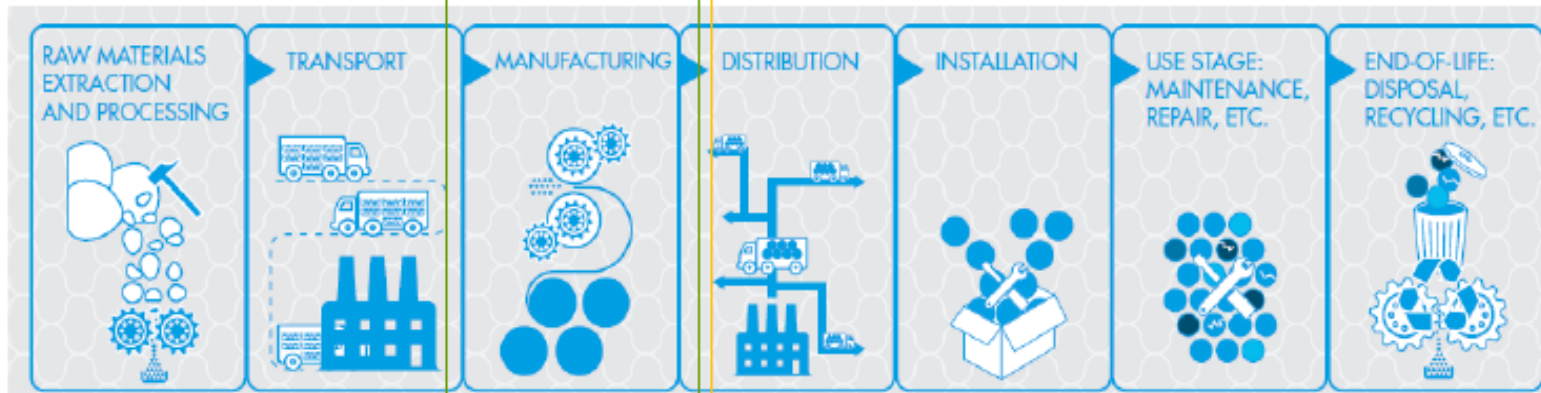 RAW MATERIALS
EXTRACTION
AND PROCESSING
TRANSPORT
MANUFACTURING
DISTRIBUTION
INSTALLATION
USE STAGE:
MAINTENANCE,
REPAIR, ETC.
END-OF-LIFE:
DISPOSAL,
RECYCLING, ETC.